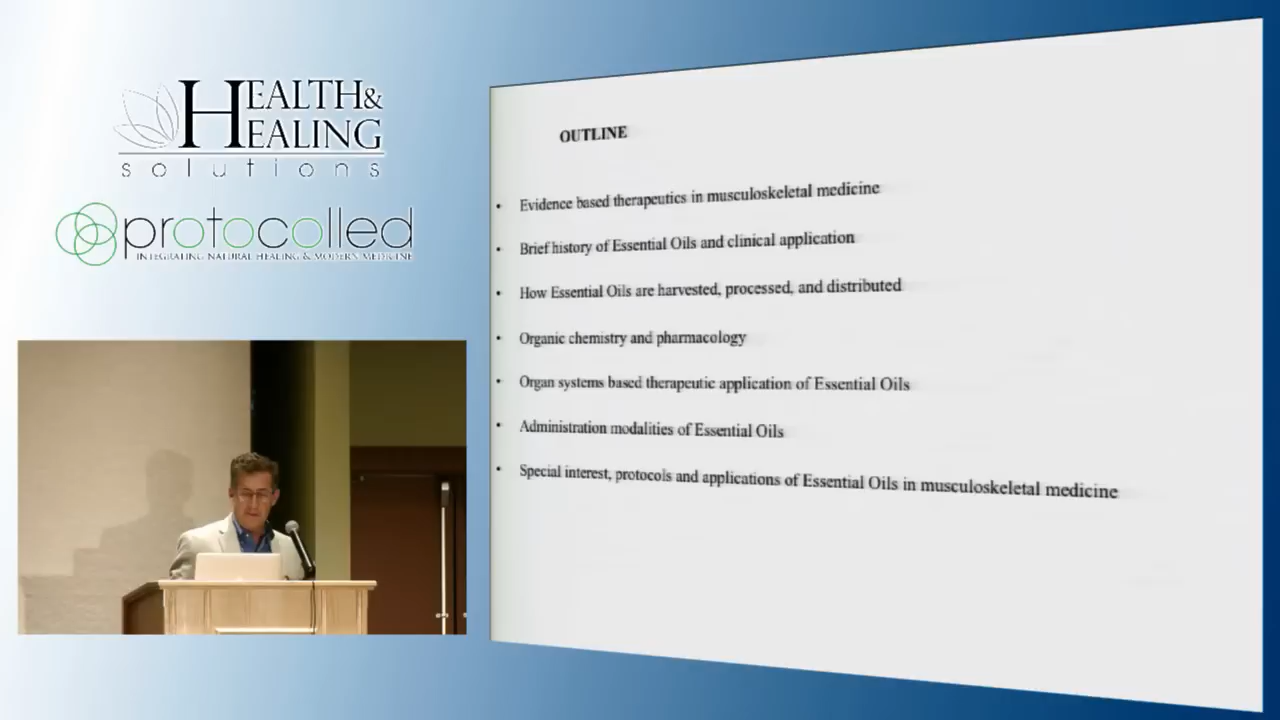 HEALTH&
HEALING
solutions
protocolled
INTEGRATING NATURAL HEALING & MODERN MEDICINE
OUTLINE
• Evidence based therapeutics in musculoskeletal medicine
• Brief history of Essential Oils and clinical application
• How Essential Oils are harvested, processed, and distributed
• Organic chemistry and pharmacology
• Organ systems based therapeutic application of Essential Oils
• Administration modalities of Essential Oils
• Special interest, protocols and applications of Essential Oils in musculoskeletal medicine